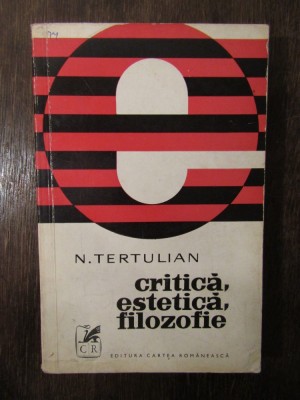 N. TERTULIAN
critică,
estetică,
filozofie
CR
EDITURA CARTEA ROMÂNEASCĂ